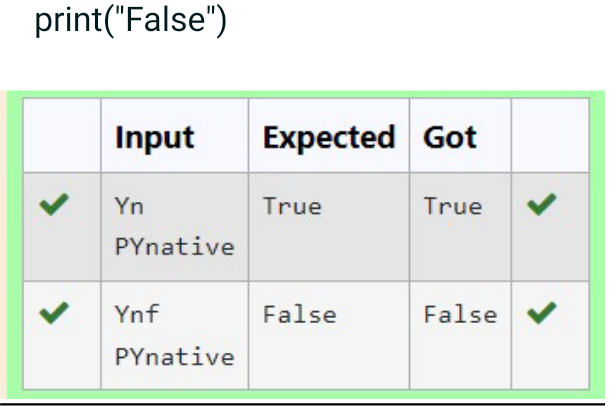 print("False")
Input Expected Got
Yn True True
PYnative
Ynf False False
PYnative